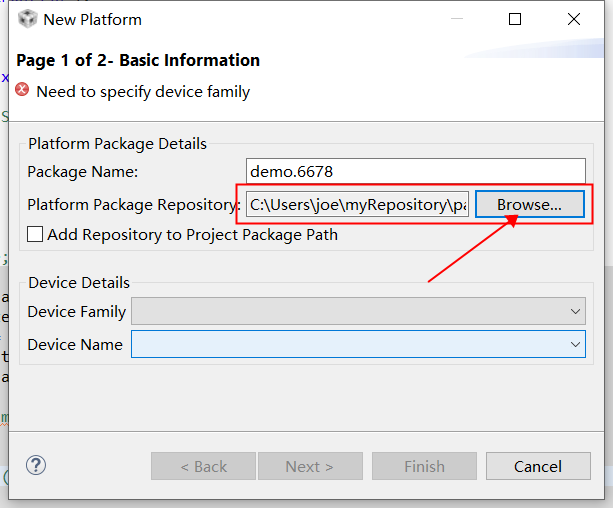 New Platform
Page 1 of 2- Basic Information
Need to specify device family
Platform Package Details
Package Name: demo.6678
Platform Package Repository: C:\Users\joe\myRepository\pa Browse...
Add Repository to Project Package Path
Device Details
Device Family
Device Name
? < Back Next > Finish Cancel